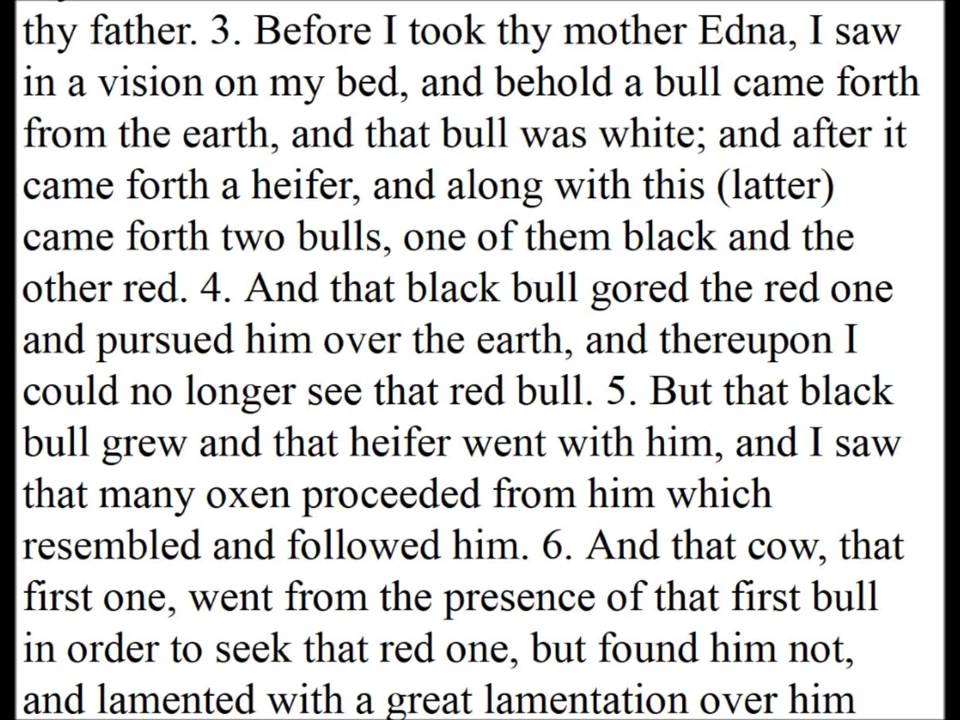 thy father. 3. Before I took thy mother Edna, I saw
in a vision on my bed, and behold a bull came forth
from the earth, and that bull was white; and after it
came forth a heifer, and along with this (latter)
came forth two bulls, one of them black and the
other red. 4. And that black bull gored the red one
and pursued him over the earth, and thereupon I
could no longer see that red bull. 5. But that black
bull grew and that heifer went with him, and I saw
that many oxen proceeded from him which
resembled and followed him. 6. And that cow, that
first one, went from the presence of that first bull
in order to seek that red one, but found him not,
and lamented with a great lamentation over him